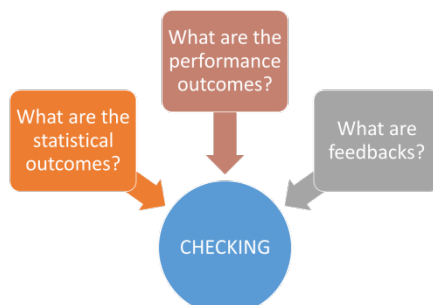 What are the
performance
outcomes?
What are the
statistical
outcomes?
What are
feedbacks?
CHECKING